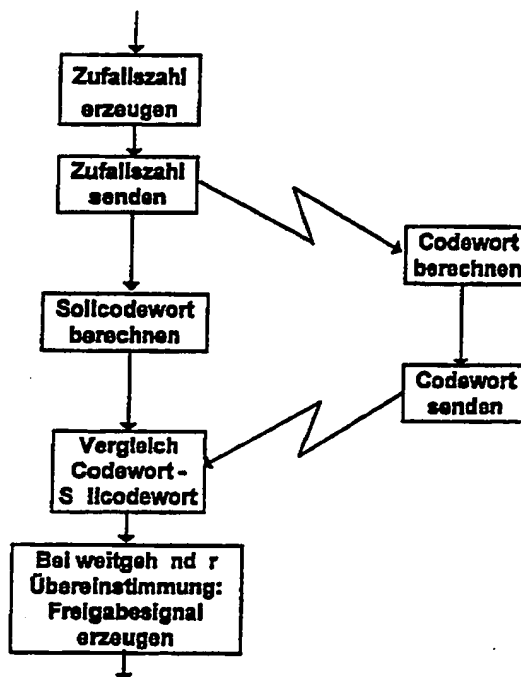 Zufallszahl
erzeugen
Zufallszahl
senden
Codewort
berechnen
Sollcodewort
berechnen
Codewort
senden
Vergleich
Codewort -
S llcodewort
Bei weitgeh nd r
Übereinstimmung:
Freigabesignal
erzeugen